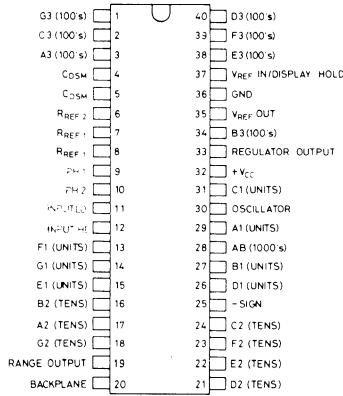 G3 (100's) 1 40 D3 (100's)
C3 (100's) 2 39 F3 (100's)
A3 (100's) 3 38 E3 (100's)
CDSM 4 37 VREF IN/DISPLAY HOLD
CDSM 5 36 GND
RREF 2 6 35 VREF OUT
RREF 1 7 34 B3 (100's)
RREF 1 8 33 REGULATOR OUTPUT
PH 1 9 32 +VCC
PH 2 10 31 C1 (UNITS)
INPUT LO 11 30 OSCILLATOR
INPUT HI 12 29 A1 (UNITS)
F1 (UNITS) 13 28 AB (1000's)
G1 (UNITS) 14 27 B1 (UNITS)
E1 (UNITS) 15 26 D1 (UNITS)
B2 (TENS) 16 25 -SIGN
A2 (TENS) 17 24 C2 (TENS)
G2 (TENS) 18 23 F2 (TENS)
RANGE OUTPUT 19 22 E2 (TENS)
BACKPLANE 20 21 D2 (TENS)